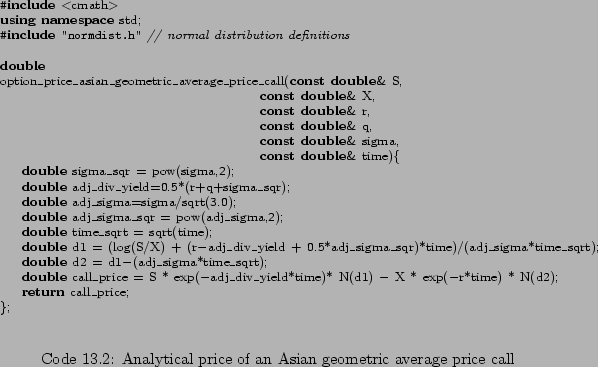 #include <cmath>
using namespace std;
#include "normdist.h" // normal distribution definitions
double
option_price_asian_geometric_average_price_call(const double& S,
const double& X,
const double& r,
const double& q,
const double& sigma,
const double& time){
double sigma_sqr = pow(sigma,2);
double adj_div_yield=0.5*(r+q+sigma_sqr);
double adj_sigma=sigma/sqrt(3.0);
double adj_sigma_sqr = pow(adj_sigma,2);
double time_sqrt = sqrt(time);
double d1 = (log(S/X) + (r−adj_div_yield + 0.5*adj_sigma_sqr)*time)/(adj_sigma*time_sqrt);
double d2 = d1−(adj_sigma*time_sqrt);
double call_price = S * exp(−adj_div_yield*time)* N(d1) − X * exp(−r*time) * N(d2);
return call_price;
};
Code 13.2: Analytical price of an Asian geometric average price call